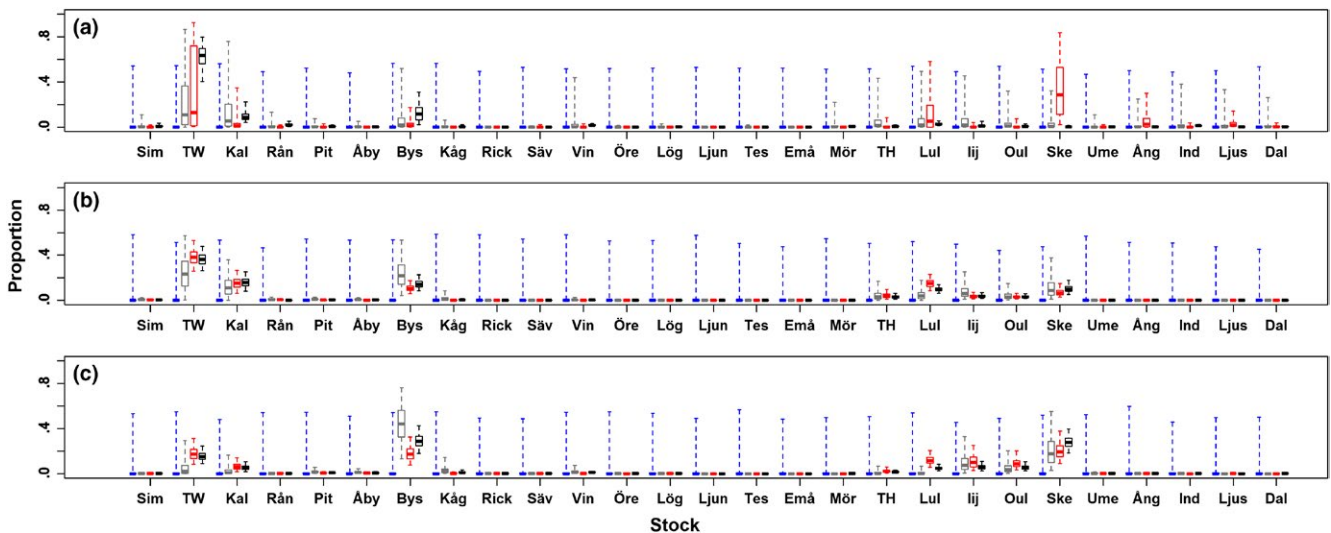 (a)
.8
.4
.0
Sim TW Kal Rån Pit Åby Bys Kåg Rick Säv Vin Öre Lög Ljun Tes Emå Mör TH Lul Iij Oul Ske Ume Ång Ind Ljus Dal
(b)
.8
.4
.0
Sim TW Kal Rån Pit Åby Bys Kåg Rick Säv Vin Öre Lög Ljun Tes Emå Mör TH Lul Iij Oul Ske Ume Ång Ind Ljus Dal
Proportion
(c)
.8
.4
.0
Sim TW Kal Rån Pit Åby Bys Kåg Rick Säv Vin Öre Lög Ljun Tes Emå Mör TH Lul Iij Oul Ske Ume Ång Ind Ljus Dal
Stock